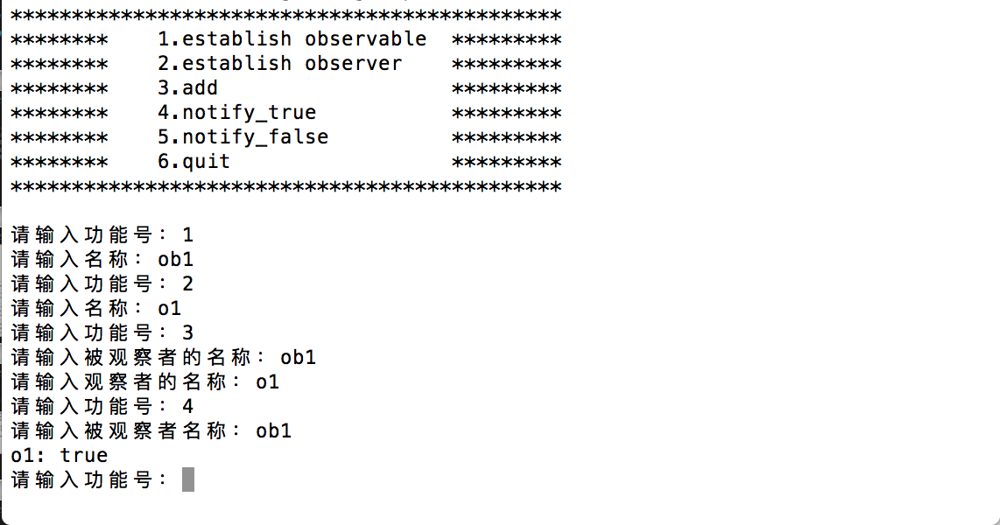 *********************************************
********    1.establish observable  *********
********    2.establish observer    *********
********    3.add                   *********
********    4.notify_true           *********
********    5.notify_false          *********
********    6.quit                  *********
*********************************************
请输入功能号：1
请输入名称：ob1
请输入功能号：2
请输入名称：o1
请输入功能号：3
请输入被观察者的名称：ob1
请输入观察者的名称：o1
请输入功能号：4
请输入被观察者名称：ob1
o1: true
请输入功能号：